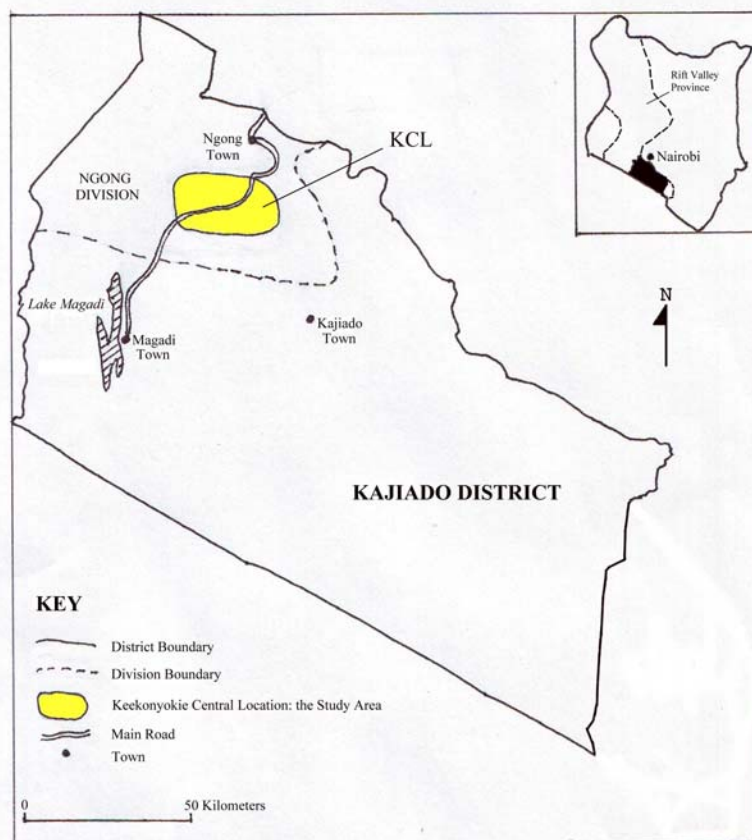 Rift Valley
Province
Nairobi
Ngong
Town
KCL
NGONG
DIVISION
N
Lake Magadi
Magadi
Town
Kajiado
Town
KAJIADO DISTRICT
KEY
District Boundary
Division Boundary
Keekonyokie Central Location: the Study Area
Main Road
Town
0
50 Kilometers